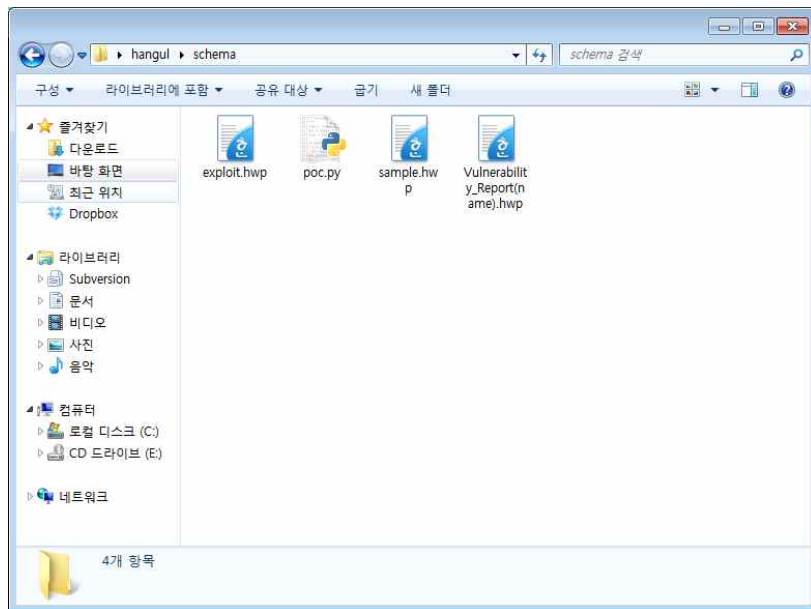 hangul schema
schema 검색
구성 라이브러리에 포함 공유 대상 굽기 새 폴더
즐겨찾기
다운로드
바탕 화면
최근 위치
Dropbox
라이브러리
Subversion
문서
비디오
사진
음악
컴퓨터
로컬 디스크 (C:)
CD 드라이브 (E:)
네트워크
exploit.hwp
poc.py
sample.hw
p
Vulnerabilit
y_Report(n
ame).hwp
4개 항목